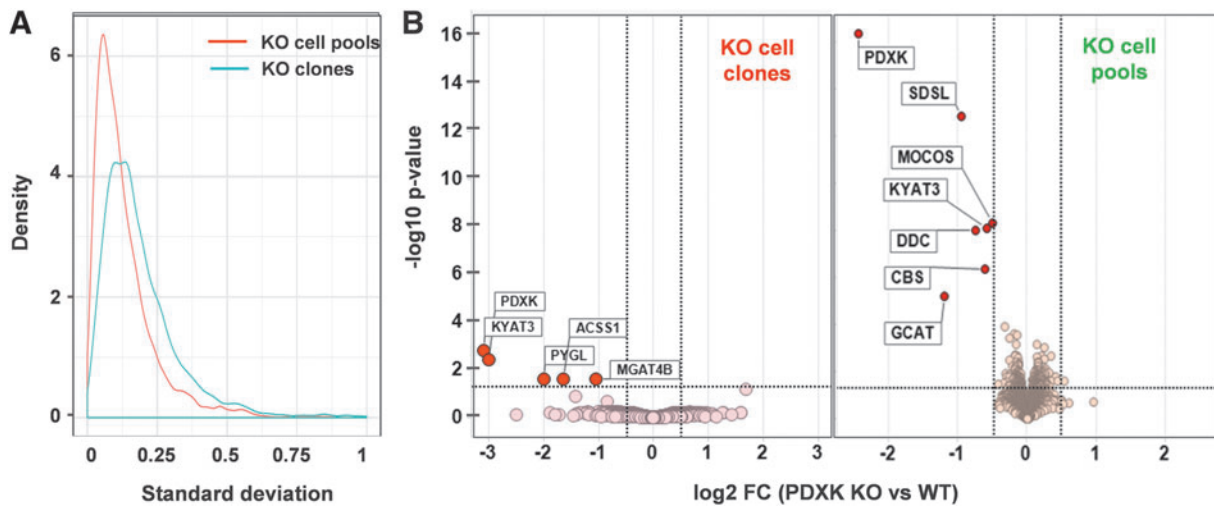 A
KO cell pools
KO clones
6
4
2
0
0
0.25
0.5
0.75
1
Density
Standard deviation
B
-log10 p-value
16
14
12
10
8
6
4
2
0
KO cell
clones
PDXK
KYAT3
ACSS1
PYGL
MGAT4B
-3
-2
-1
0
1
2
3
KO cell
pools
PDXK
SDSL
MOCOS
KYAT3
DDC
CBS
GCAT
-2
-1
0
1
2
log2 FC (PDXK KO vs WT)